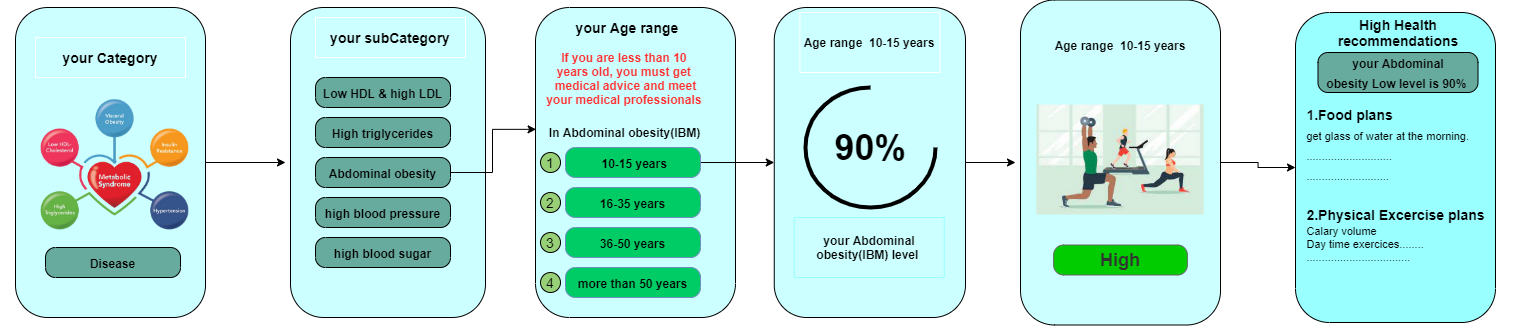 your Category
Visceral
Obesity
Low HDL-
Cholesterol
Insulin
Resistance
Metabolic
Syndrome
High
Triglycerides
Hypertension
Disease
your subCategory
Low HDL & high LDL
High triglycerides
Abdominal obesity
high blood pressure
high blood sugar
your Age range
If you are less than 10
years old, you must get
medical advice and meet
your medical professionals
In Abdominal obesity(IBM)
1 10-15 years
2 16-35 years
3 36-50 years
4 more than 50 years
Age range 10-15 years
90%
your Abdominal
obesity(IBM) level
Age range 10-15 years
High
High Health
recommendations
your Abdominal
obesity Low level is 90%
1.Food plans
get glass of water at the morning.
..............................
.............................
2.Physical Excercise plans
Calary volume
Day time exercices........
....................................